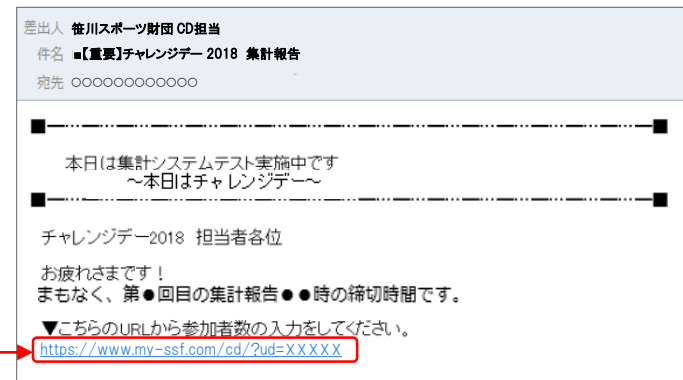 差出人 笹川スポーツ財団 CD担当
件名 ■【重要】チャレンジデー 2018 集計報告
宛先 ○○○○○○○○○○○○
■━…━…━…━…━…━…━…━…━…━…━…━…━…━…━…━■
本日は集計システムテスト実施中です
～本日はチャレンジデー～
■━…━…━…━…━…━…━…━…━…━…━…━…━…━…━…━■
チャレンジデー2018 担当者各位
お疲れさまです！
まもなく、第●回目の集計報告●●時の締切時間です。
▼こちらのURLから参加者数の入力をしてください。
https://www.my-ssf.com/cd/?ud=XXXXX